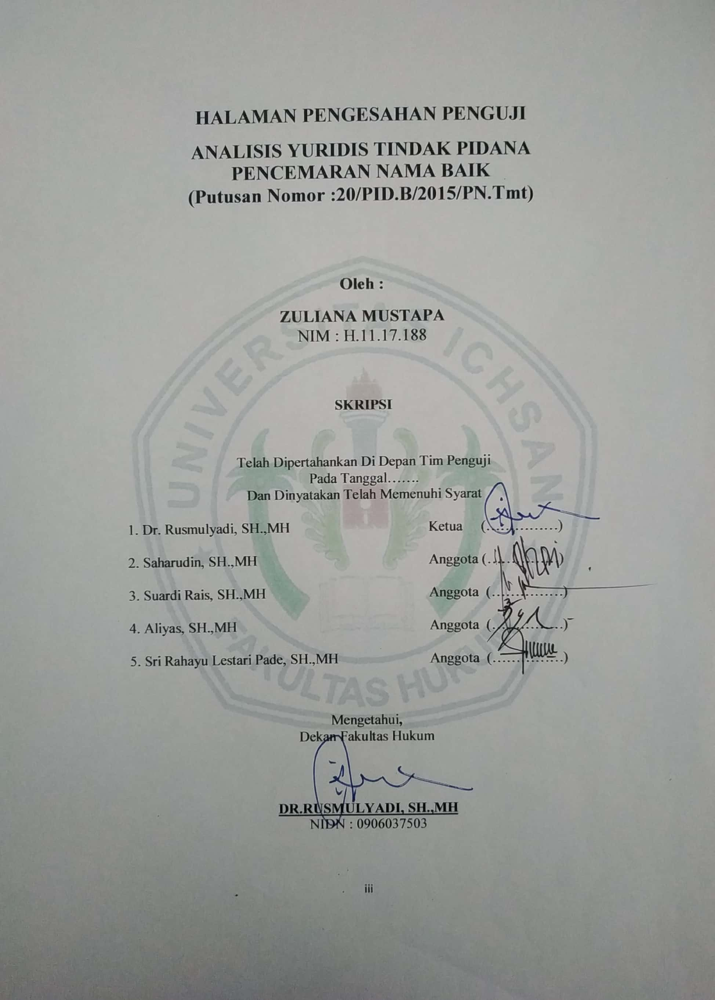 HALAMAN PENGESAHAN PENGUJI
ANALISIS YURIDIS TINDAK PIDANA
PENCEMARAN NAMA BAIK
(Putusan Nomor :20/PID.B/2015/PN.Tmt)
Oleh :
ZULIANA MUSTAPA
NIM : H.11.17.188
UNIVERSITAS ICHSAN
SKRIPSI
Telah Dipertahankan Di Depan Tim Penguji
Pada Tanggal.......
Dan Dinyatakan Telah Memenuhi Syarat
1. Dr. Rusmulyadi, SH.,MH Ketua (................)
2. Saharudin, SH.,MH Anggota (................)
3. Suardi Rais, SH.,MH Anggota (................)
4. Aliyas, SH.,MH Anggota (................)
5. Sri Rahayu Lestari Pade, SH.,MH Anggota (................)
FAKULTAS HUKUM
Mengetahui,
Dekan Fakultas Hukum
DR.RUSMULYADI, SH.,MH
NIDN : 0906037503
iii